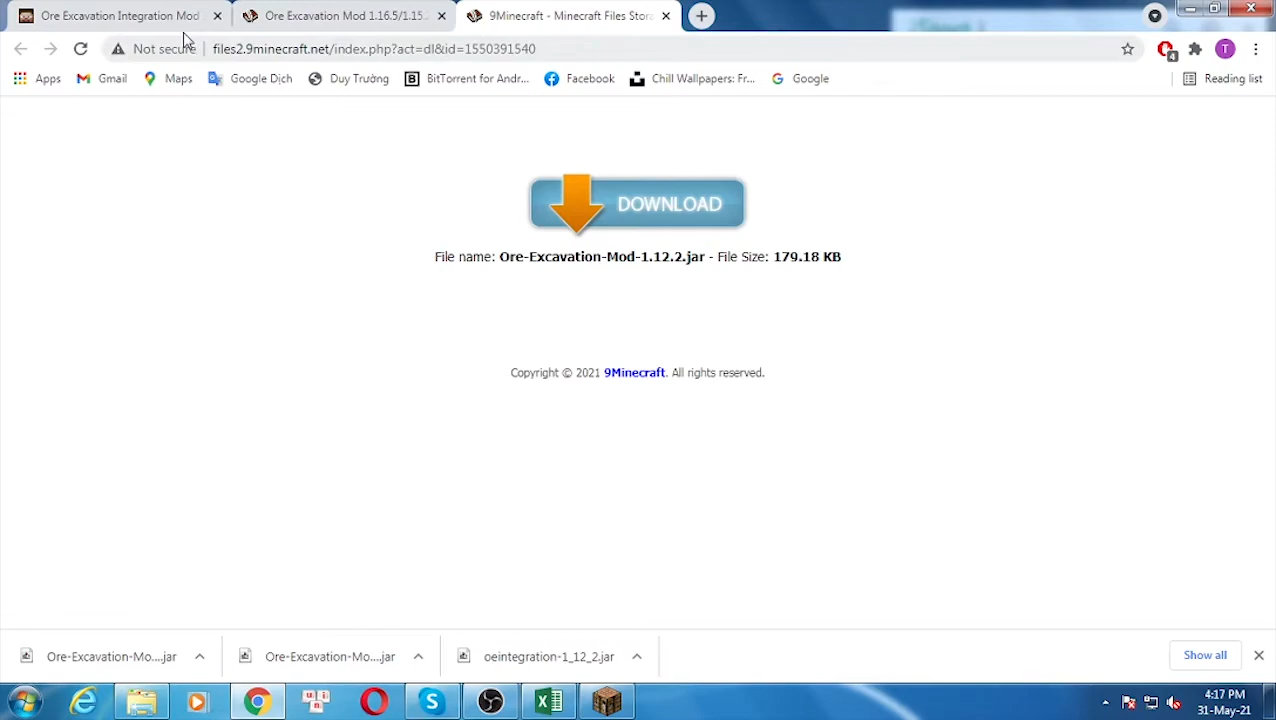 Ore Excavation Integration Mod
Ore Excavation Mod 1.16.5/1.15
9Minecraft - Minecraft Files Stora
Not secure
files2.9minecraft.net/index.php?act=dl&id=1550391540
4
T
Apps
Gmail
Maps
Google Dịch
Duy Trường
BitTorrent for Andr...
Facebook
Chill Wallpapers: Fr...
Google
Reading list
DOWNLOAD
File name: Ore-Excavation-Mod-1.12.2.jar - File Size: 179.18 KB
Copyright © 2021 9Minecraft. All rights reserved.
Ore-Excavation-Mo....jar
Ore-Excavation-Mo....jar
oeintegration-1_12_2.jar
Show all
4:17 PM
31-May-21